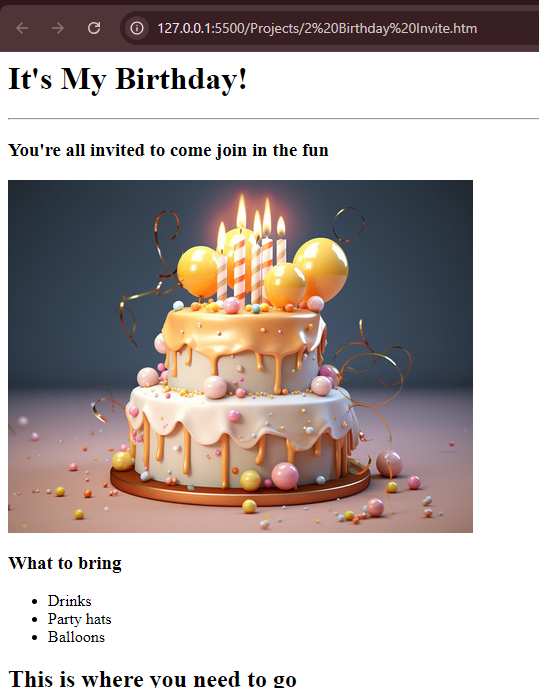 127.0.0.1:5500/Projects/2%20Birthday%20Invite.htm
It's My Birthday!
You're all invited to come join in the fun
What to bring
Drinks
Party hats
Balloons
This is where you need to go